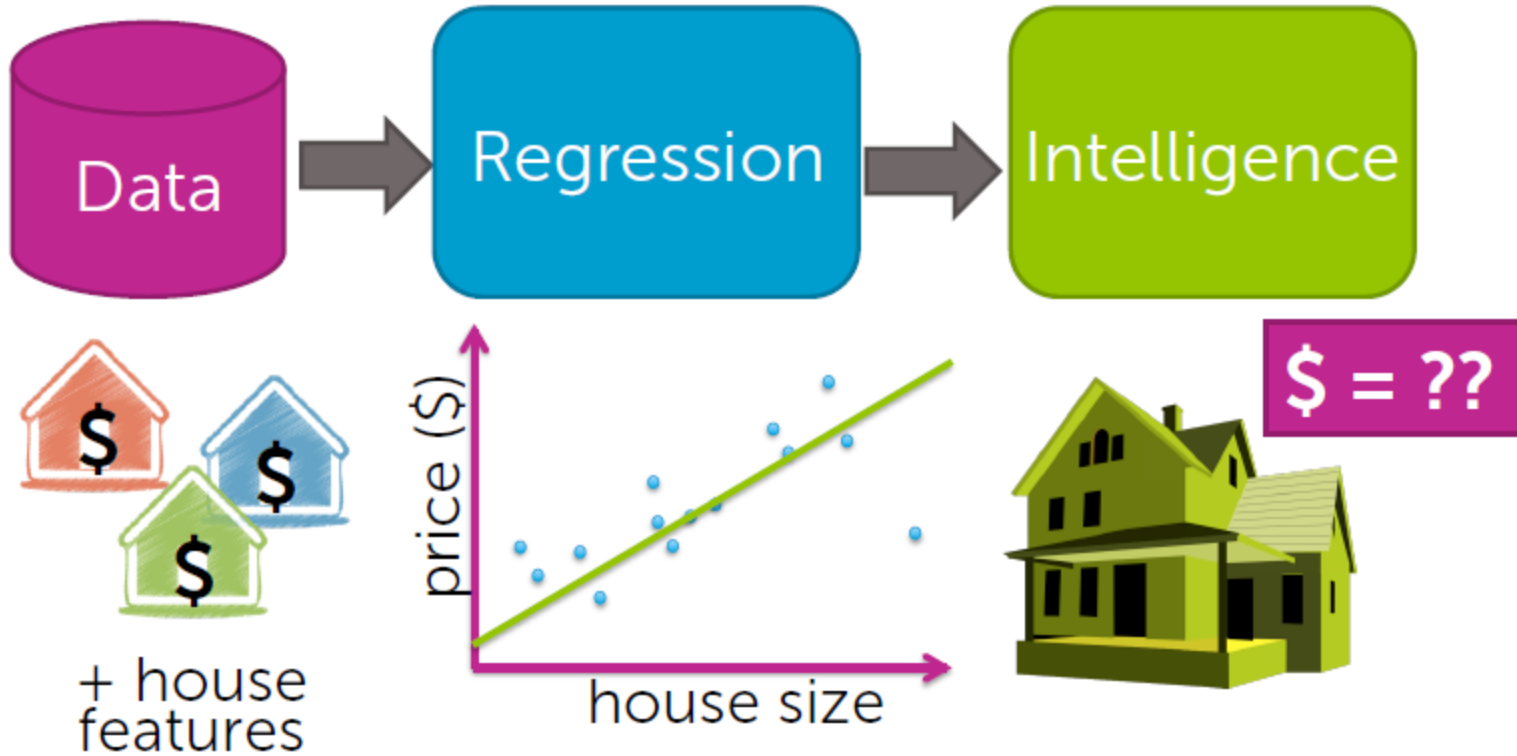 Data
Regression
Intelligence
$
$
$
+ house
features
price ($)
house size
$ = ??